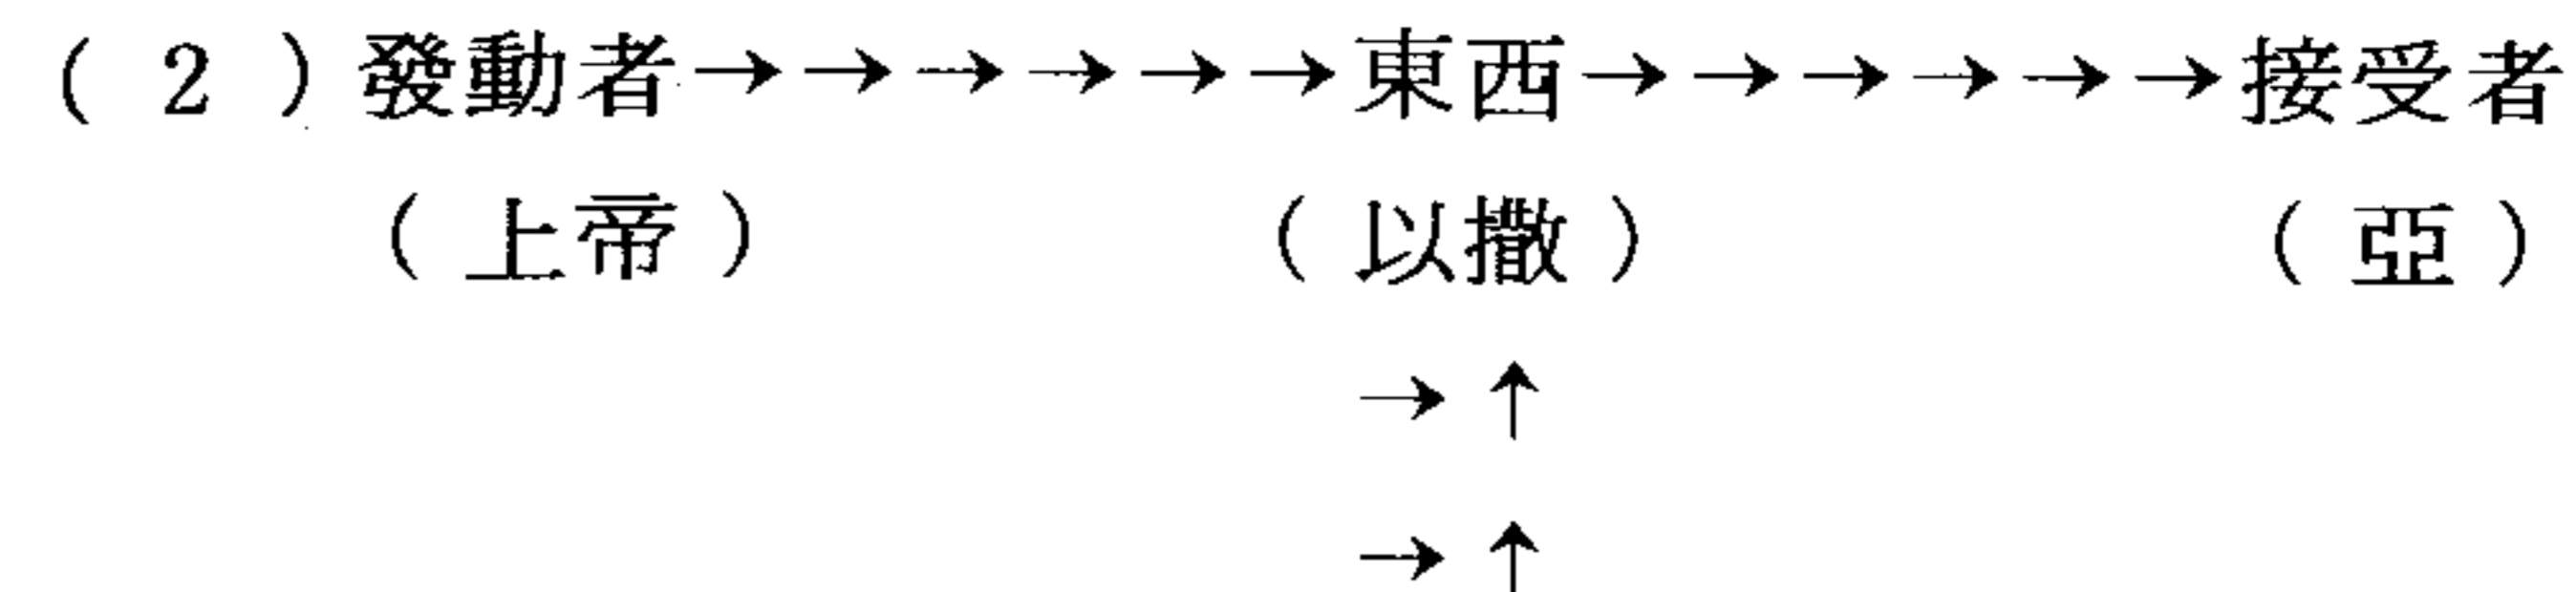 ( 2 ) 發動者→→→→→→東西→→→→→→接受者
( 上帝 ) ( 以撒 ) ( 亞 )
→ ↑
→ ↑